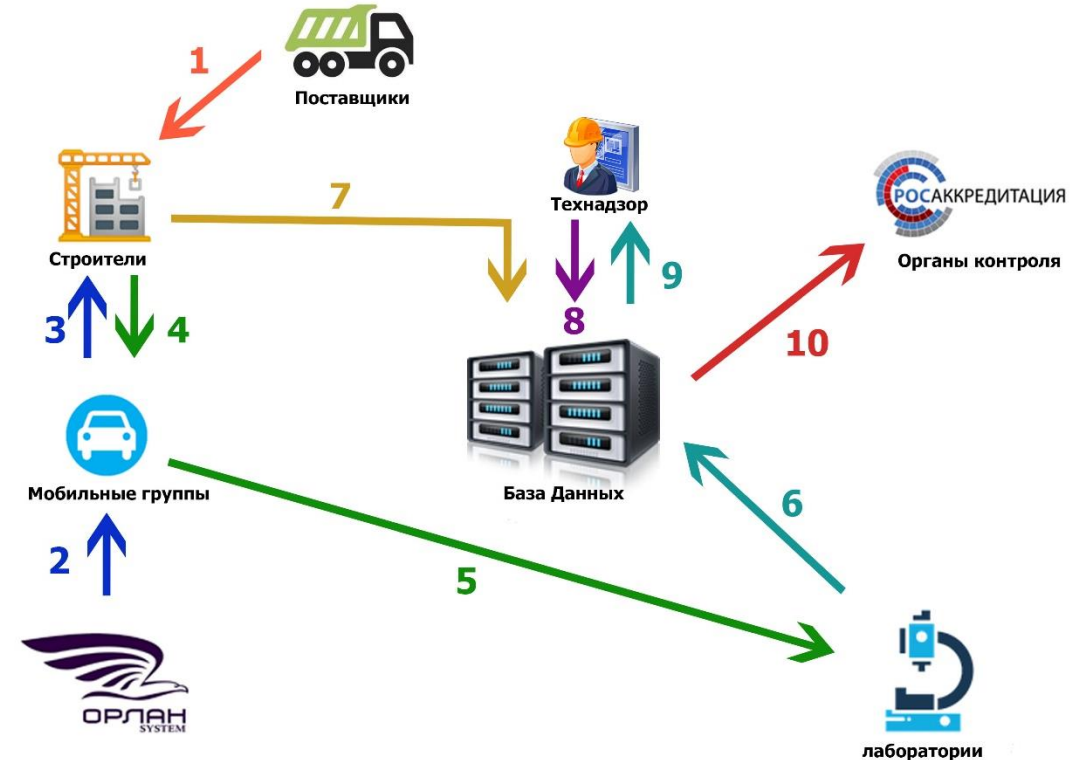 1
Поставщики
Строители
7
Технадзор
9
8
РОСАККРЕДИТАЦИЯ
Органы контроля
10
3
4
Мобильные группы
База Данных
2
5
6
ОРЛАН
SYSTEM
лаборатории